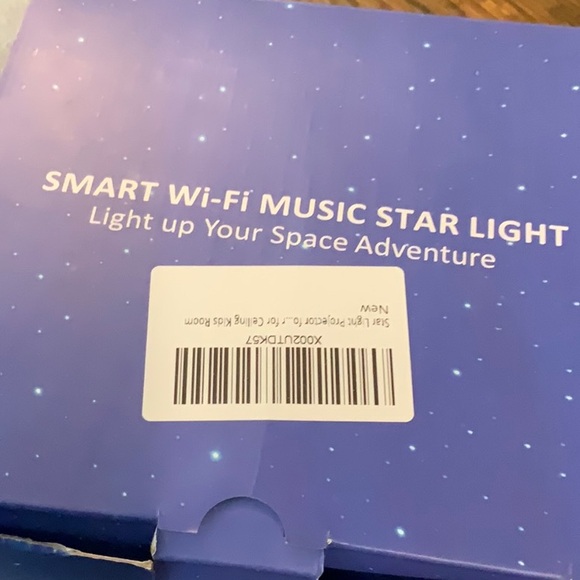 SMART Wi-Fi MUSIC STAR LIGHT
Light up Your Space Adventure
X002UTDK57
Star Light Projector fo...r for Ceiling Kids Room
New